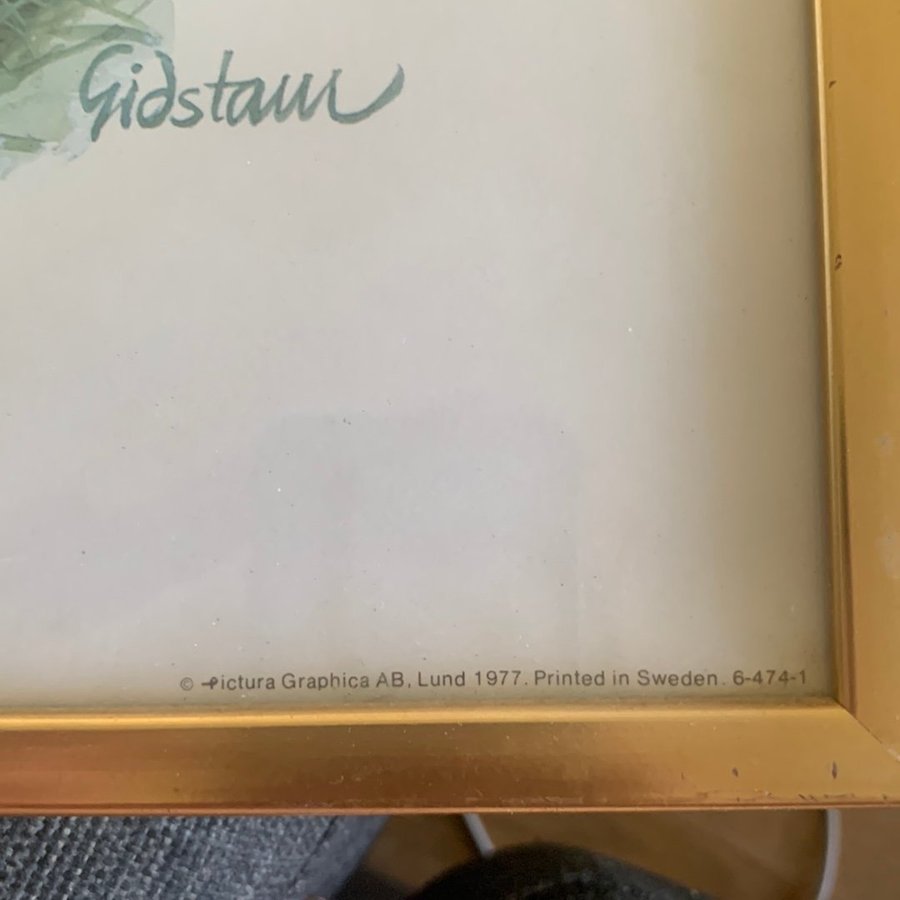 Gidstam
© Pictura Graphica AB, Lund 1977. Printed in Sweden. 6-474-1